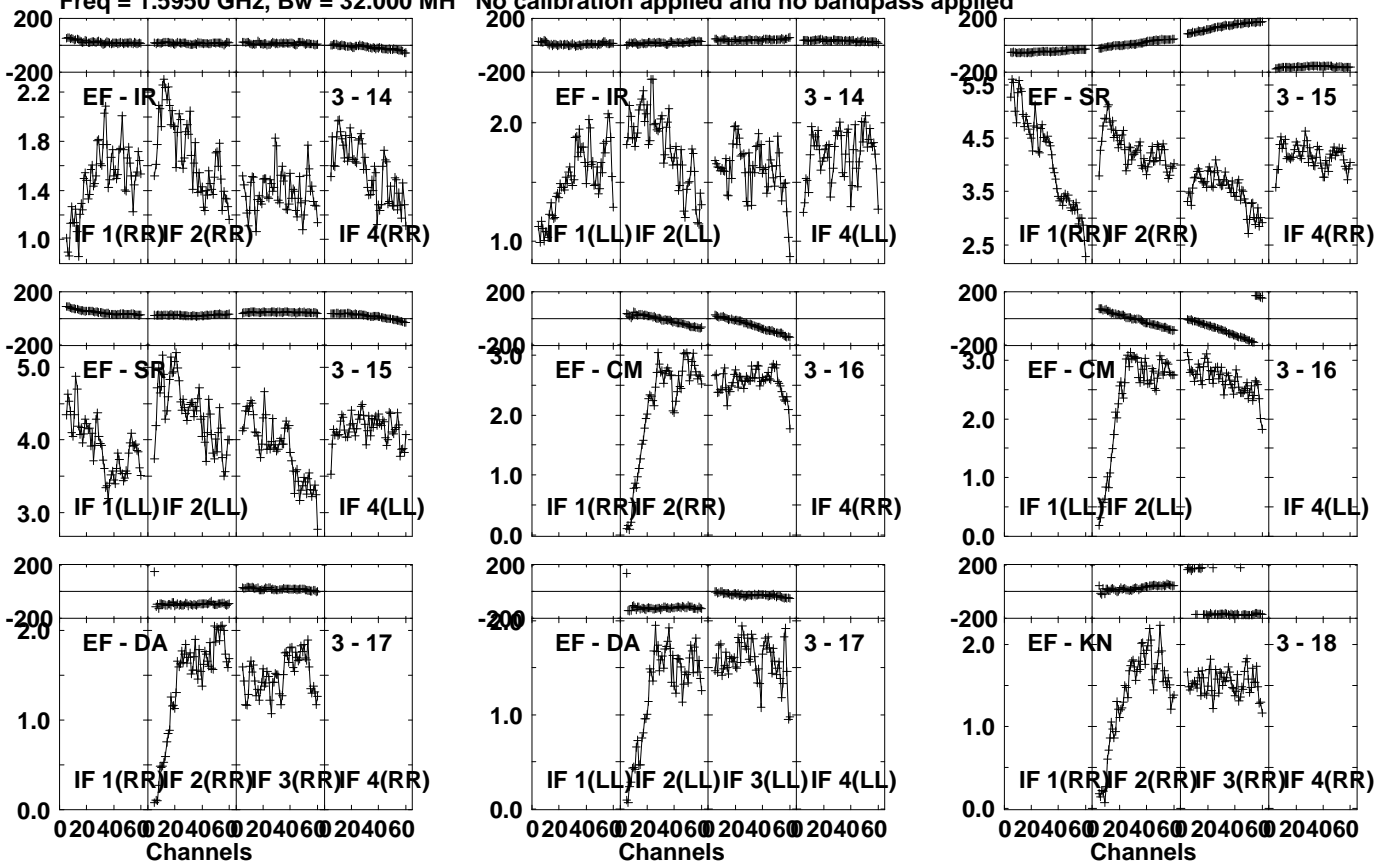 Freq = 1.5950 GHz, Bw = 32.000 MH No calibration applied and no bandpass applied
200 200 200
-200 -200 -200
EF - IR 3 - 14 EF - IR 3 - 14 EF - SR 3 - 15
2.2 5.5
1.8 2.0 4.5
1.4 3.5
1.0 1.0 2.5
IF 1(RR) IF 2(RR) IF 4(RR) IF 1(LL) IF 2(LL) IF 4(LL) IF 1(RR) IF 2(RR) IF 4(RR)
200 200 200
-200 -200 -200
EF - SR 3 - 15 EF - CM 3 - 16 EF - CM 3 - 16
5.0 3.0 3.0
4.0 2.0 2.0
3.0 1.0 1.0
0.0 0.0
IF 1(LL) IF 2(LL) IF 4(LL) IF 1(RR) IF 2(RR) IF 4(RR) IF 1(LL) IF 2(LL) IF 4(LL)
200 200 200
-200 -200 -200
EF - DA 3 - 17 EF - DA 3 - 17 EF - KN 3 - 18
2.0 2.0 2.0
1.0 1.0 1.0
0.0 0.0 0.0
IF 1(RR) IF 2(RR) IF 3(RR) IF 4(RR) IF 1(LL) IF 2(LL) IF 3(LL) IF 4(LL) IF 1(RR) IF 2(RR) IF 3(RR) IF 4(RR)
0 20 40 60 0 20 40 60 0 20 40 60 0 20 40 60 0 20 40 60 0 20 40 60 0 20 40 60 0 20 40 60 0 20 40 60 0 20 40 60 0 20 40 60 0 20 40 60
Channels Channels Channels